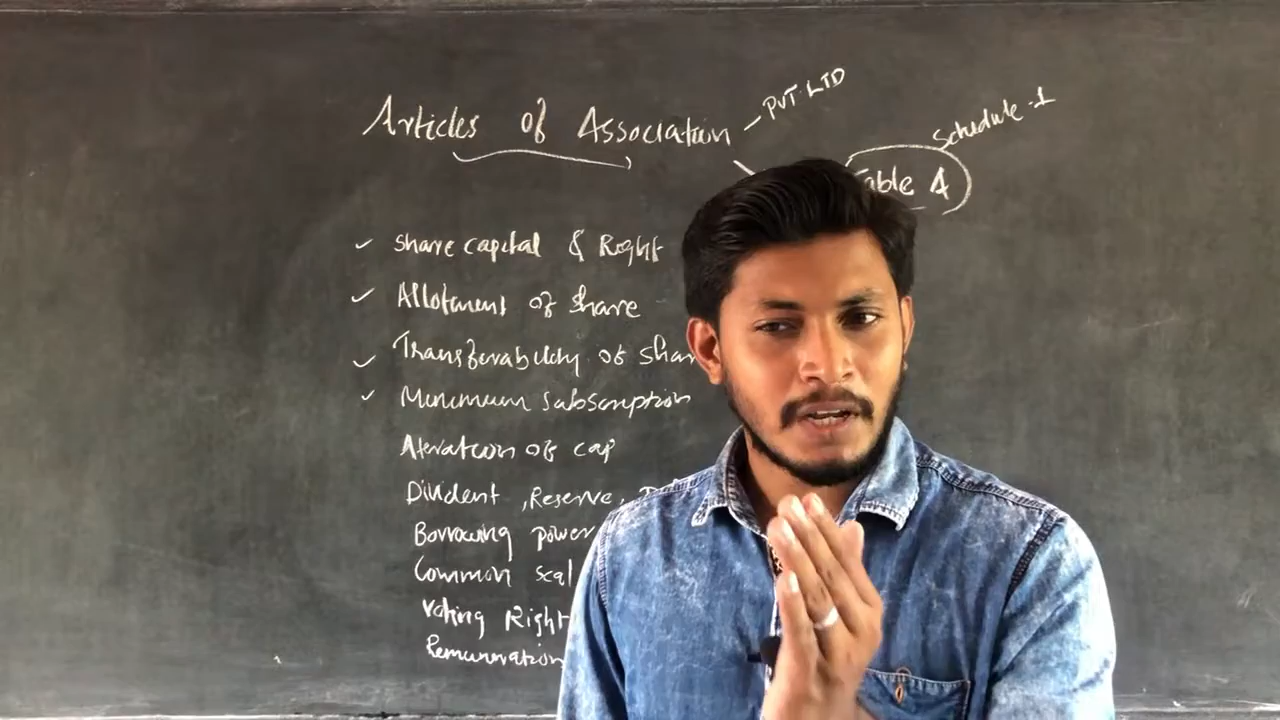 Articles of Association
PVT. LTD
Schedule-1
able A
Share capital & Right
Allotment of share
Transferability of shar
Minimum Subscription
Alteration of cap
Divident , Reserve,
Borrowing power
Common seal
Voting Right
Remuneration